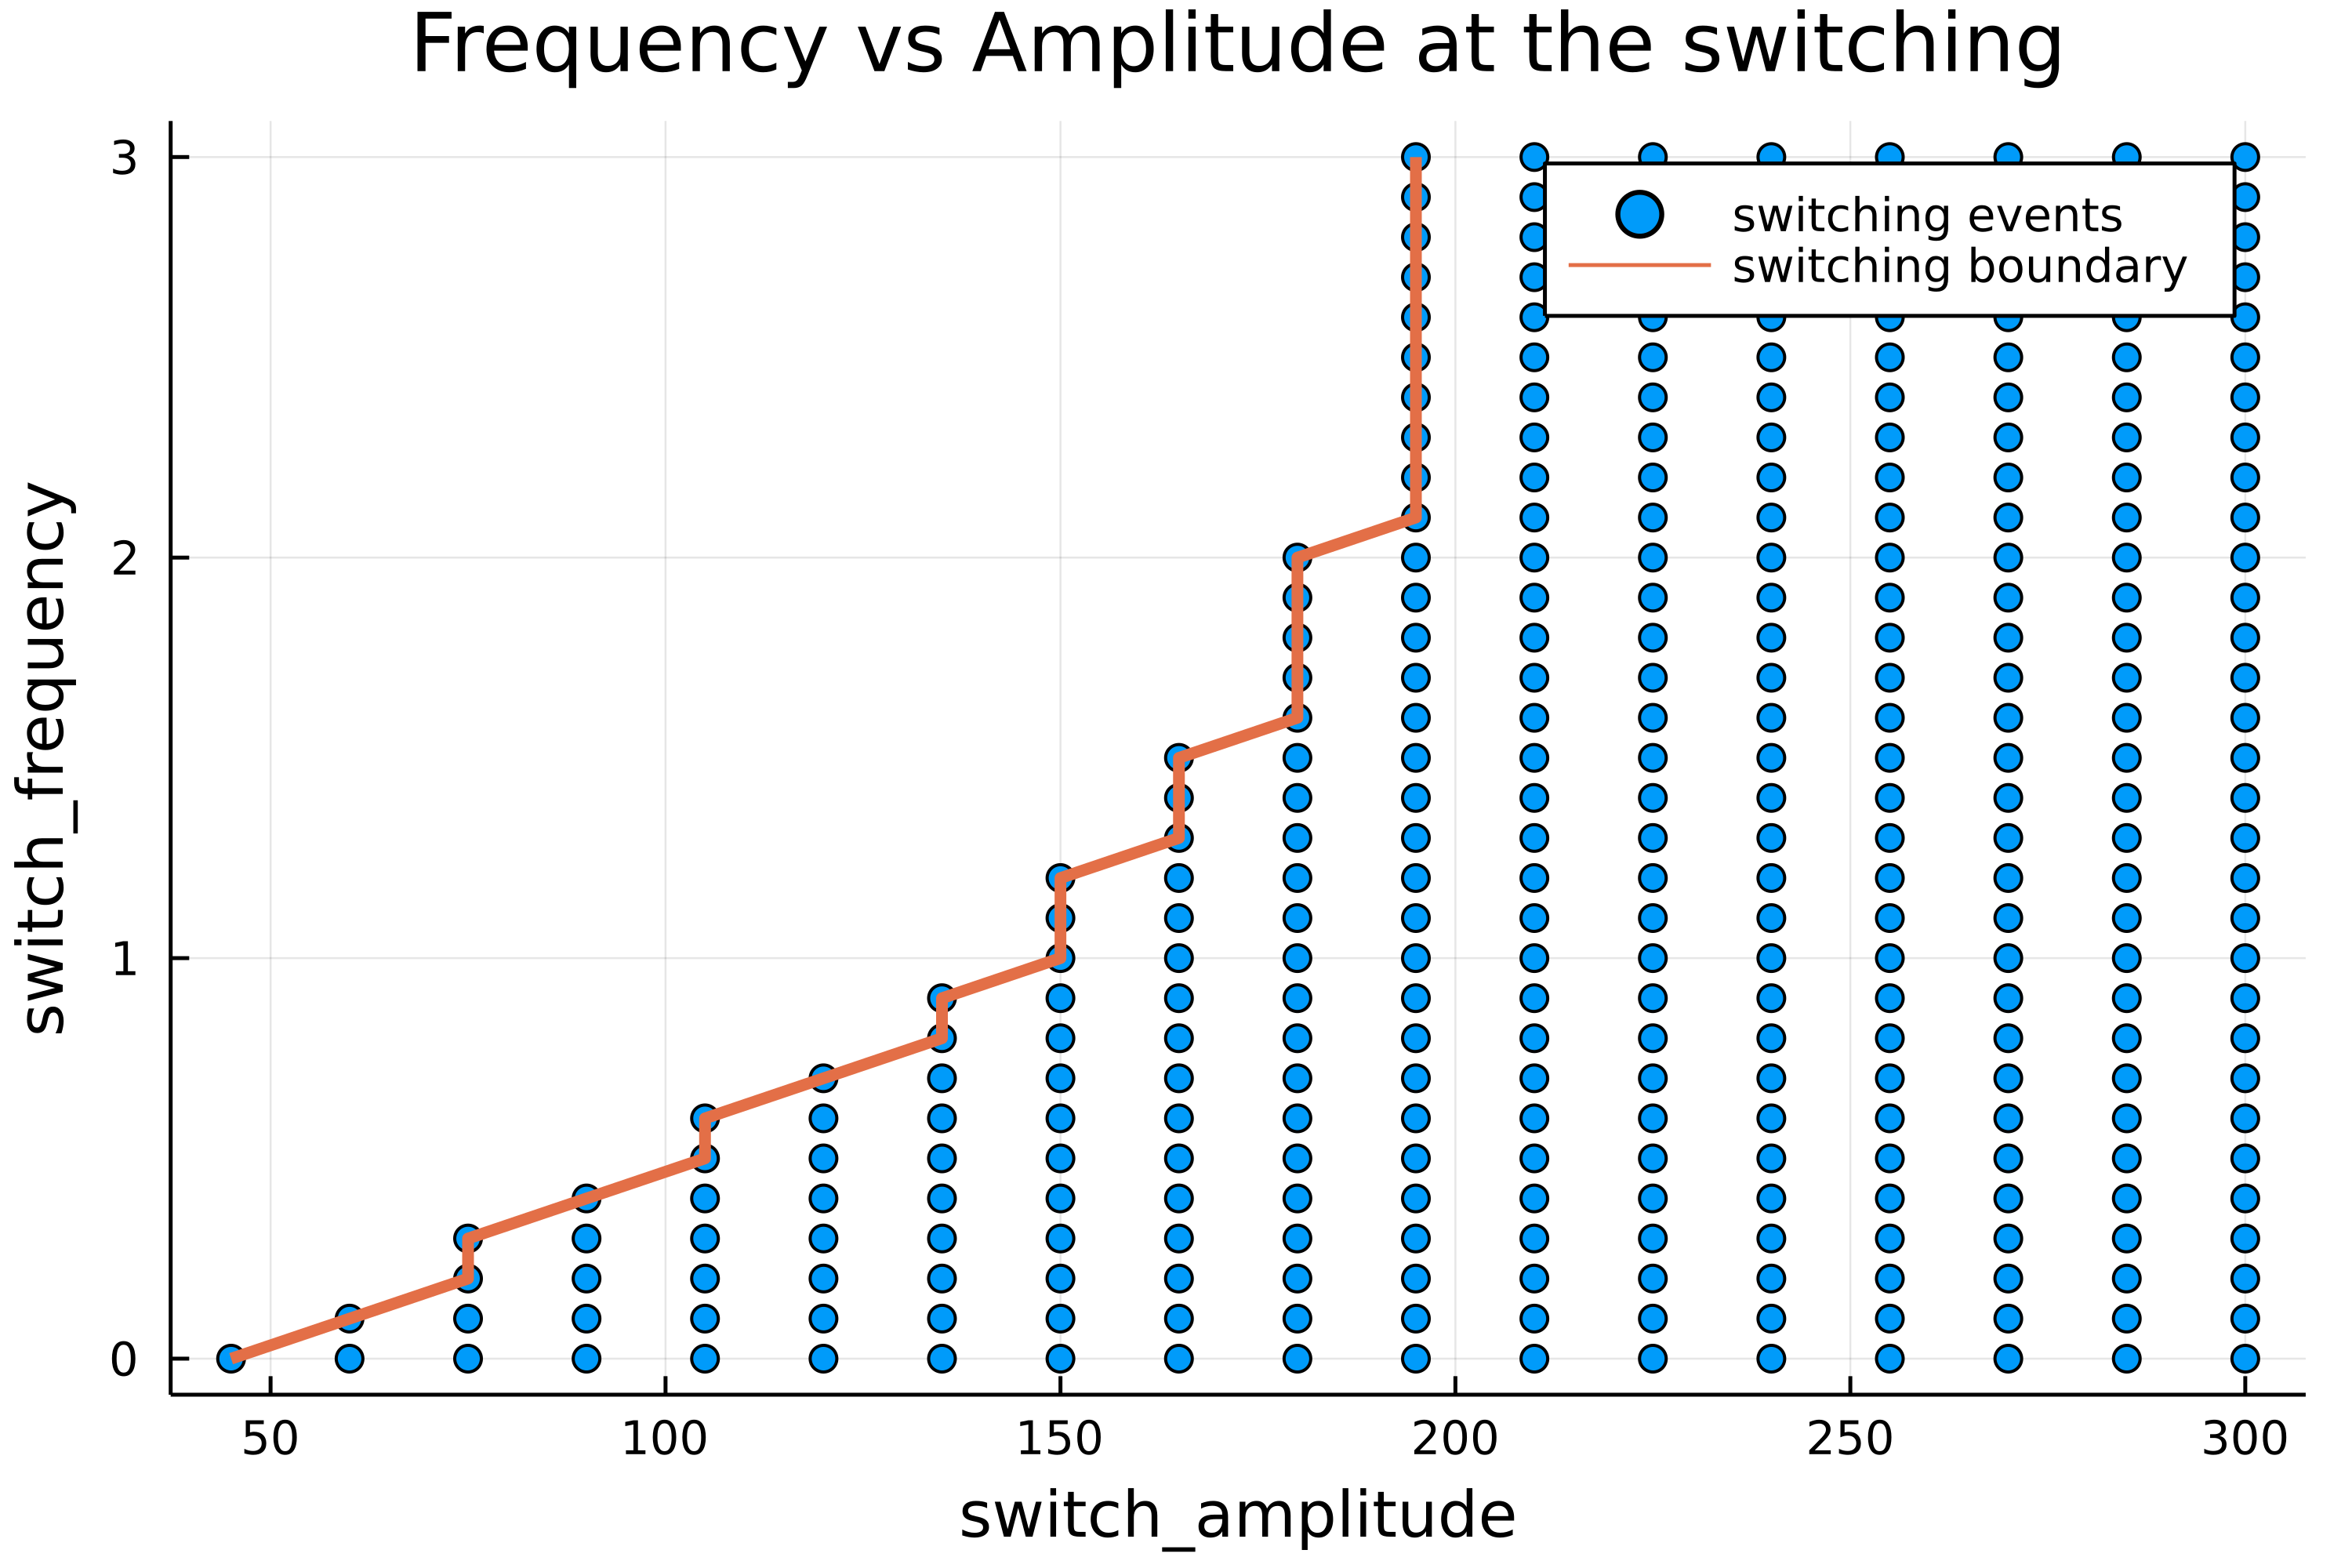 Frequency vs Amplitude at the switching
switch_frequency
3
2
1
0
switching events
switching boundary
50 100 150 200 250 300
switch_amplitude